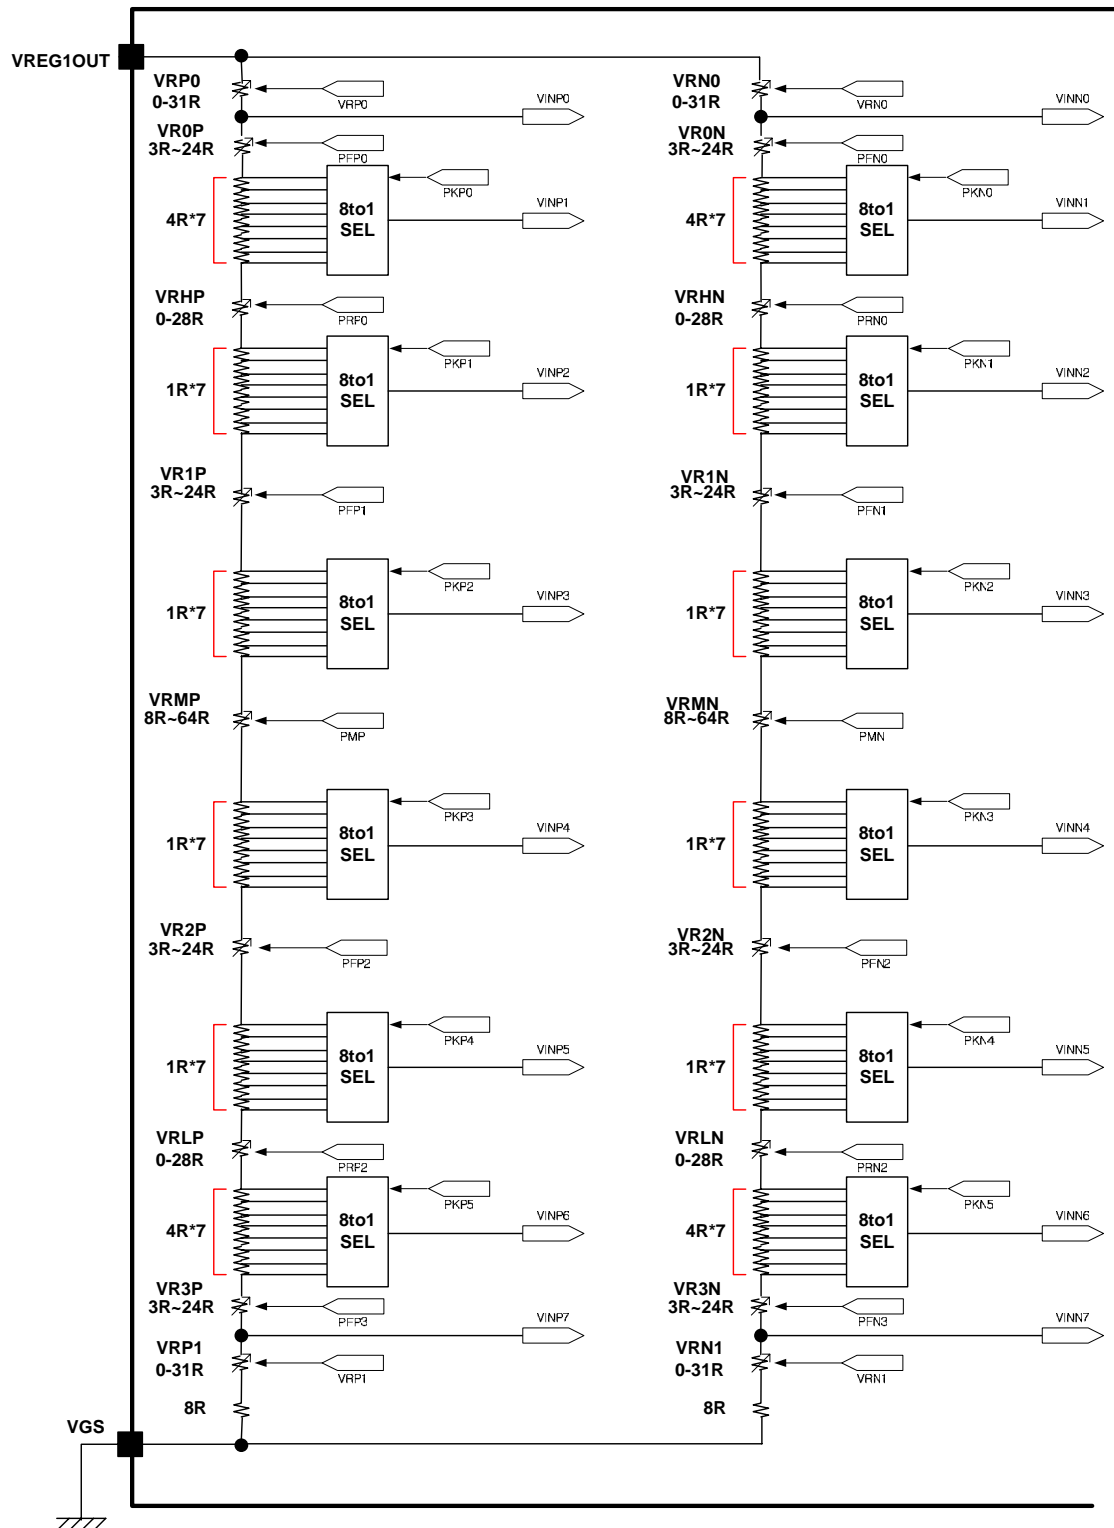 VREG1OUT
VRP0
0-31R
VRP0
VINP0
VR0P
3R~24R
PFP0
PKP0
4R*7
8to1
SEL
VINP1
VRHP
0-28R
PRP0
PKP1
1R*7
8to1
SEL
VINP2
VR1P
3R~24R
PFP1
PKP2
1R*7
8to1
SEL
VINP3
VRMP
8R~64R
PMP
PKP3
1R*7
8to1
SEL
VINP4
VR2P
3R~24R
PFP2
PKP4
1R*7
8to1
SEL
VINP5
VRLP
0-28R
PRP2
PKP5
4R*7
8to1
SEL
VINP6
VR3P
3R~24R
PFP3
VINP7
VRP1
0-31R
VRP1
8R
VGS
VRN0
0-31R
VRN0
VINN0
VR0N
3R~24R
PFN0
PKN0
4R*7
8to1
SEL
VINN1
VRHN
0-28R
PRN0
PKN1
1R*7
8to1
SEL
VINN2
VR1N
3R~24R
PFN1
PKN2
1R*7
8to1
SEL
VINN3
VRMN
8R~64R
PMN
PKN3
1R*7
8to1
SEL
VINN4
VR2N
3R~24R
PFN2
PKN4
1R*7
8to1
SEL
VINN5
VRLN
0-28R
PRN2
PKN5
4R*7
8to1
SEL
VINN6
VR3N
3R~24R
PFN3
VINN7
VRN1
0-31R
VRN1
8R